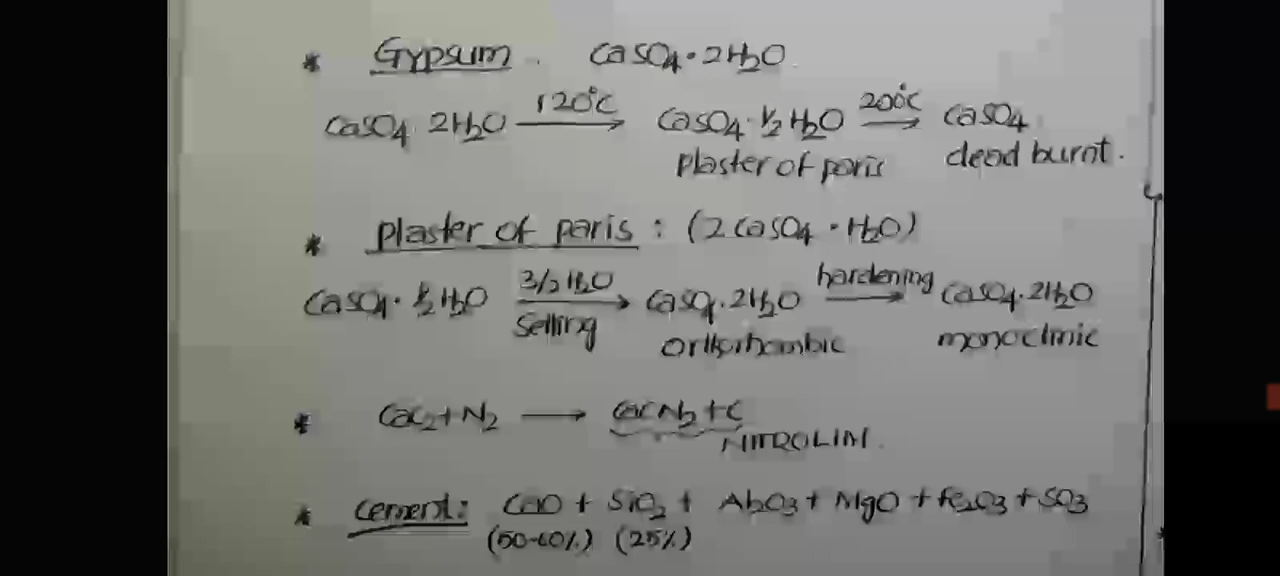 * Gypsum. CaSO₄·2H₂O.
CaSO₄ 2H₂O —120°C→ CaSO₄·½H₂O —200°C→ CaSO₄
plaster of paris dead burnt.
* plaster of paris : (2CaSO₄·H₂O)
CaSO₄·½H₂O —3/2H₂O→ CaSO₄.2H₂O —hardening→ CaSO₄.2H₂O
Setting orthorhombic monoclinic
* CaC₂+N₂ → CaCN₂+C
NITROLIM.
* cement: CaO + SiO₂ + Al₂O₃ + MgO + Fe₂O₃ + SO₃
(50-60%) (25%)